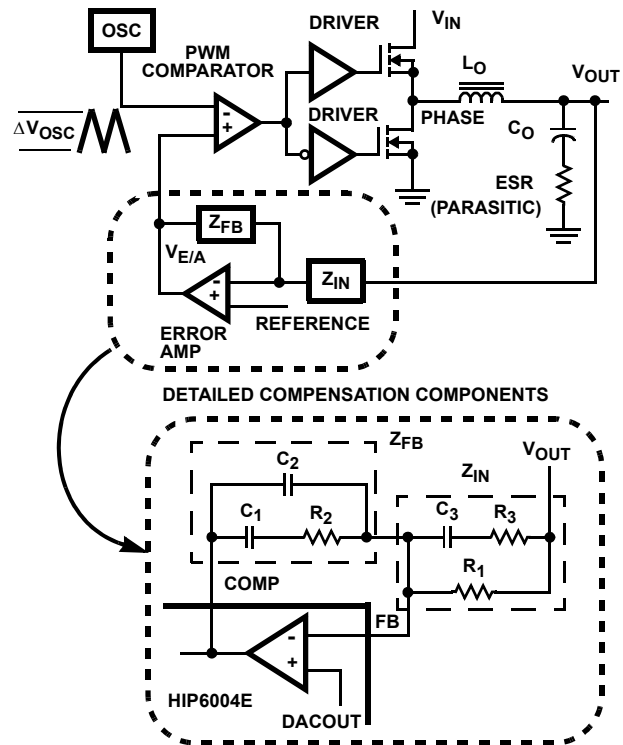 OSC
PWM
COMPARATOR
DRIVER
DRIVER
VIN
LO
VOUT
PHASE
CO
ESR
(PARASITIC)
ΔVOSC
-
+
ZFB
VE/A
-
+
ZIN
REFERENCE
ERROR
AMP
DETAILED COMPENSATION COMPONENTS
ZFB
VOUT
C2
ZIN
C1
R2
C3
R3
R1
COMP
FB
-
+
HIP6004E
DACOUT